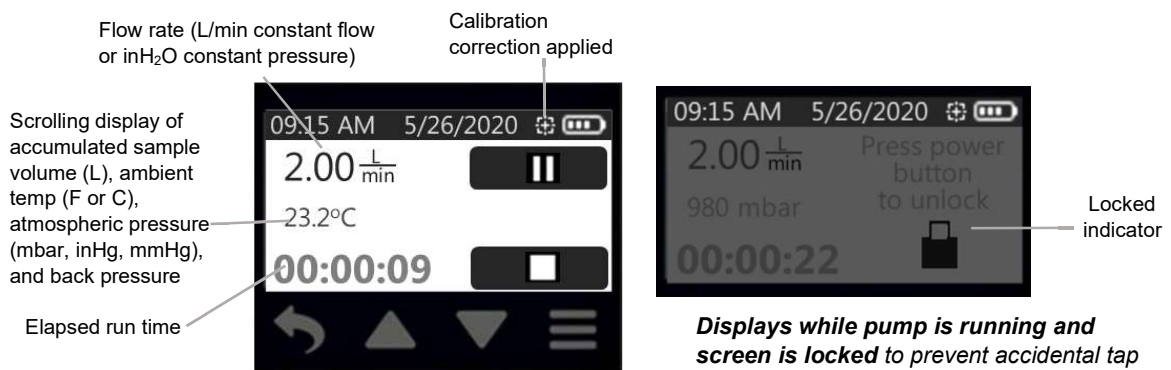 Flow rate (L/min constant flow
or inH₂O constant pressure)
Calibration
correction applied
Scrolling display of
accumulated sample
volume (L), ambient
temp (F or C),
atmospheric pressure
(mbar, inHg, mmHg),
and back pressure
Elapsed run time
09:15 AM 5/26/2020
2.00 L/min
23.2°C
00:00:09
09:15 AM 5/26/2020
2.00 L/min
980 mbar
00:00:22
Press power
button
to unlock
Locked
indicator
Displays while pump is running and
screen is locked to prevent accidental tap